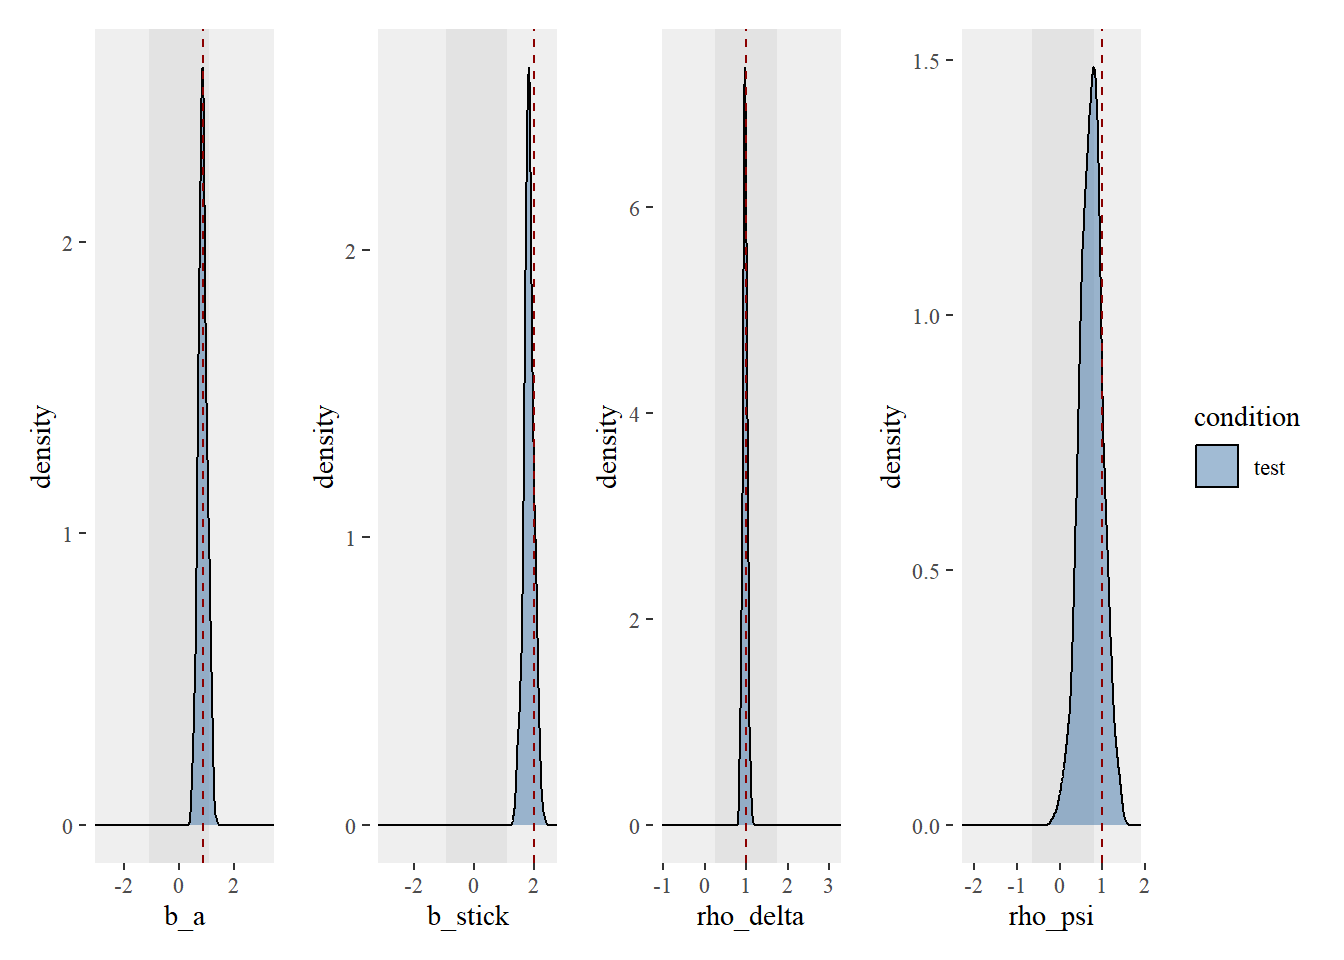 density
2
1
0
-2 0 2
b_a
density
2
1
0
-2 0 2
b_stick
density
6
4
2
0
-1 0 1 2 3
rho_delta
density
1.5
1.0
0.5
0.0
-2 -1 0 1 2
rho_psi
condition
test